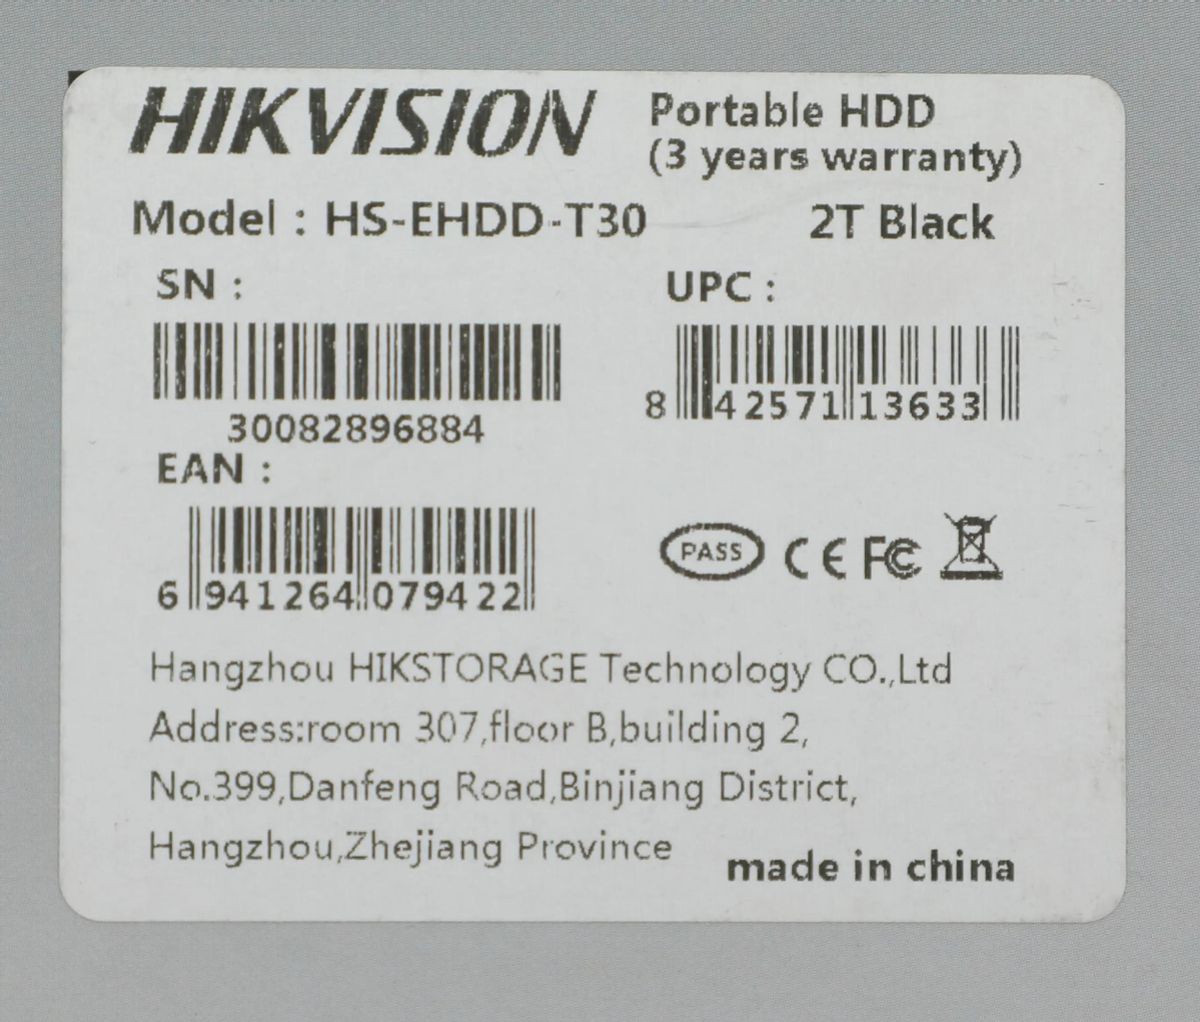 HIKVISION
Portable HDD
(3 years warranty)
Model : HS-EHDD-T30
2T Black
SN :
UPC :
30082896884
8 42571 13633
EAN :
6 941264 079422
PASS CE FC
Hangzhou HIKSTORAGE Technology CO.,Ltd
Address:room 307,floor B,building 2,
No.399,Danfeng Road,Binjiang District,
Hangzhou,Zhejiang Province
made in china